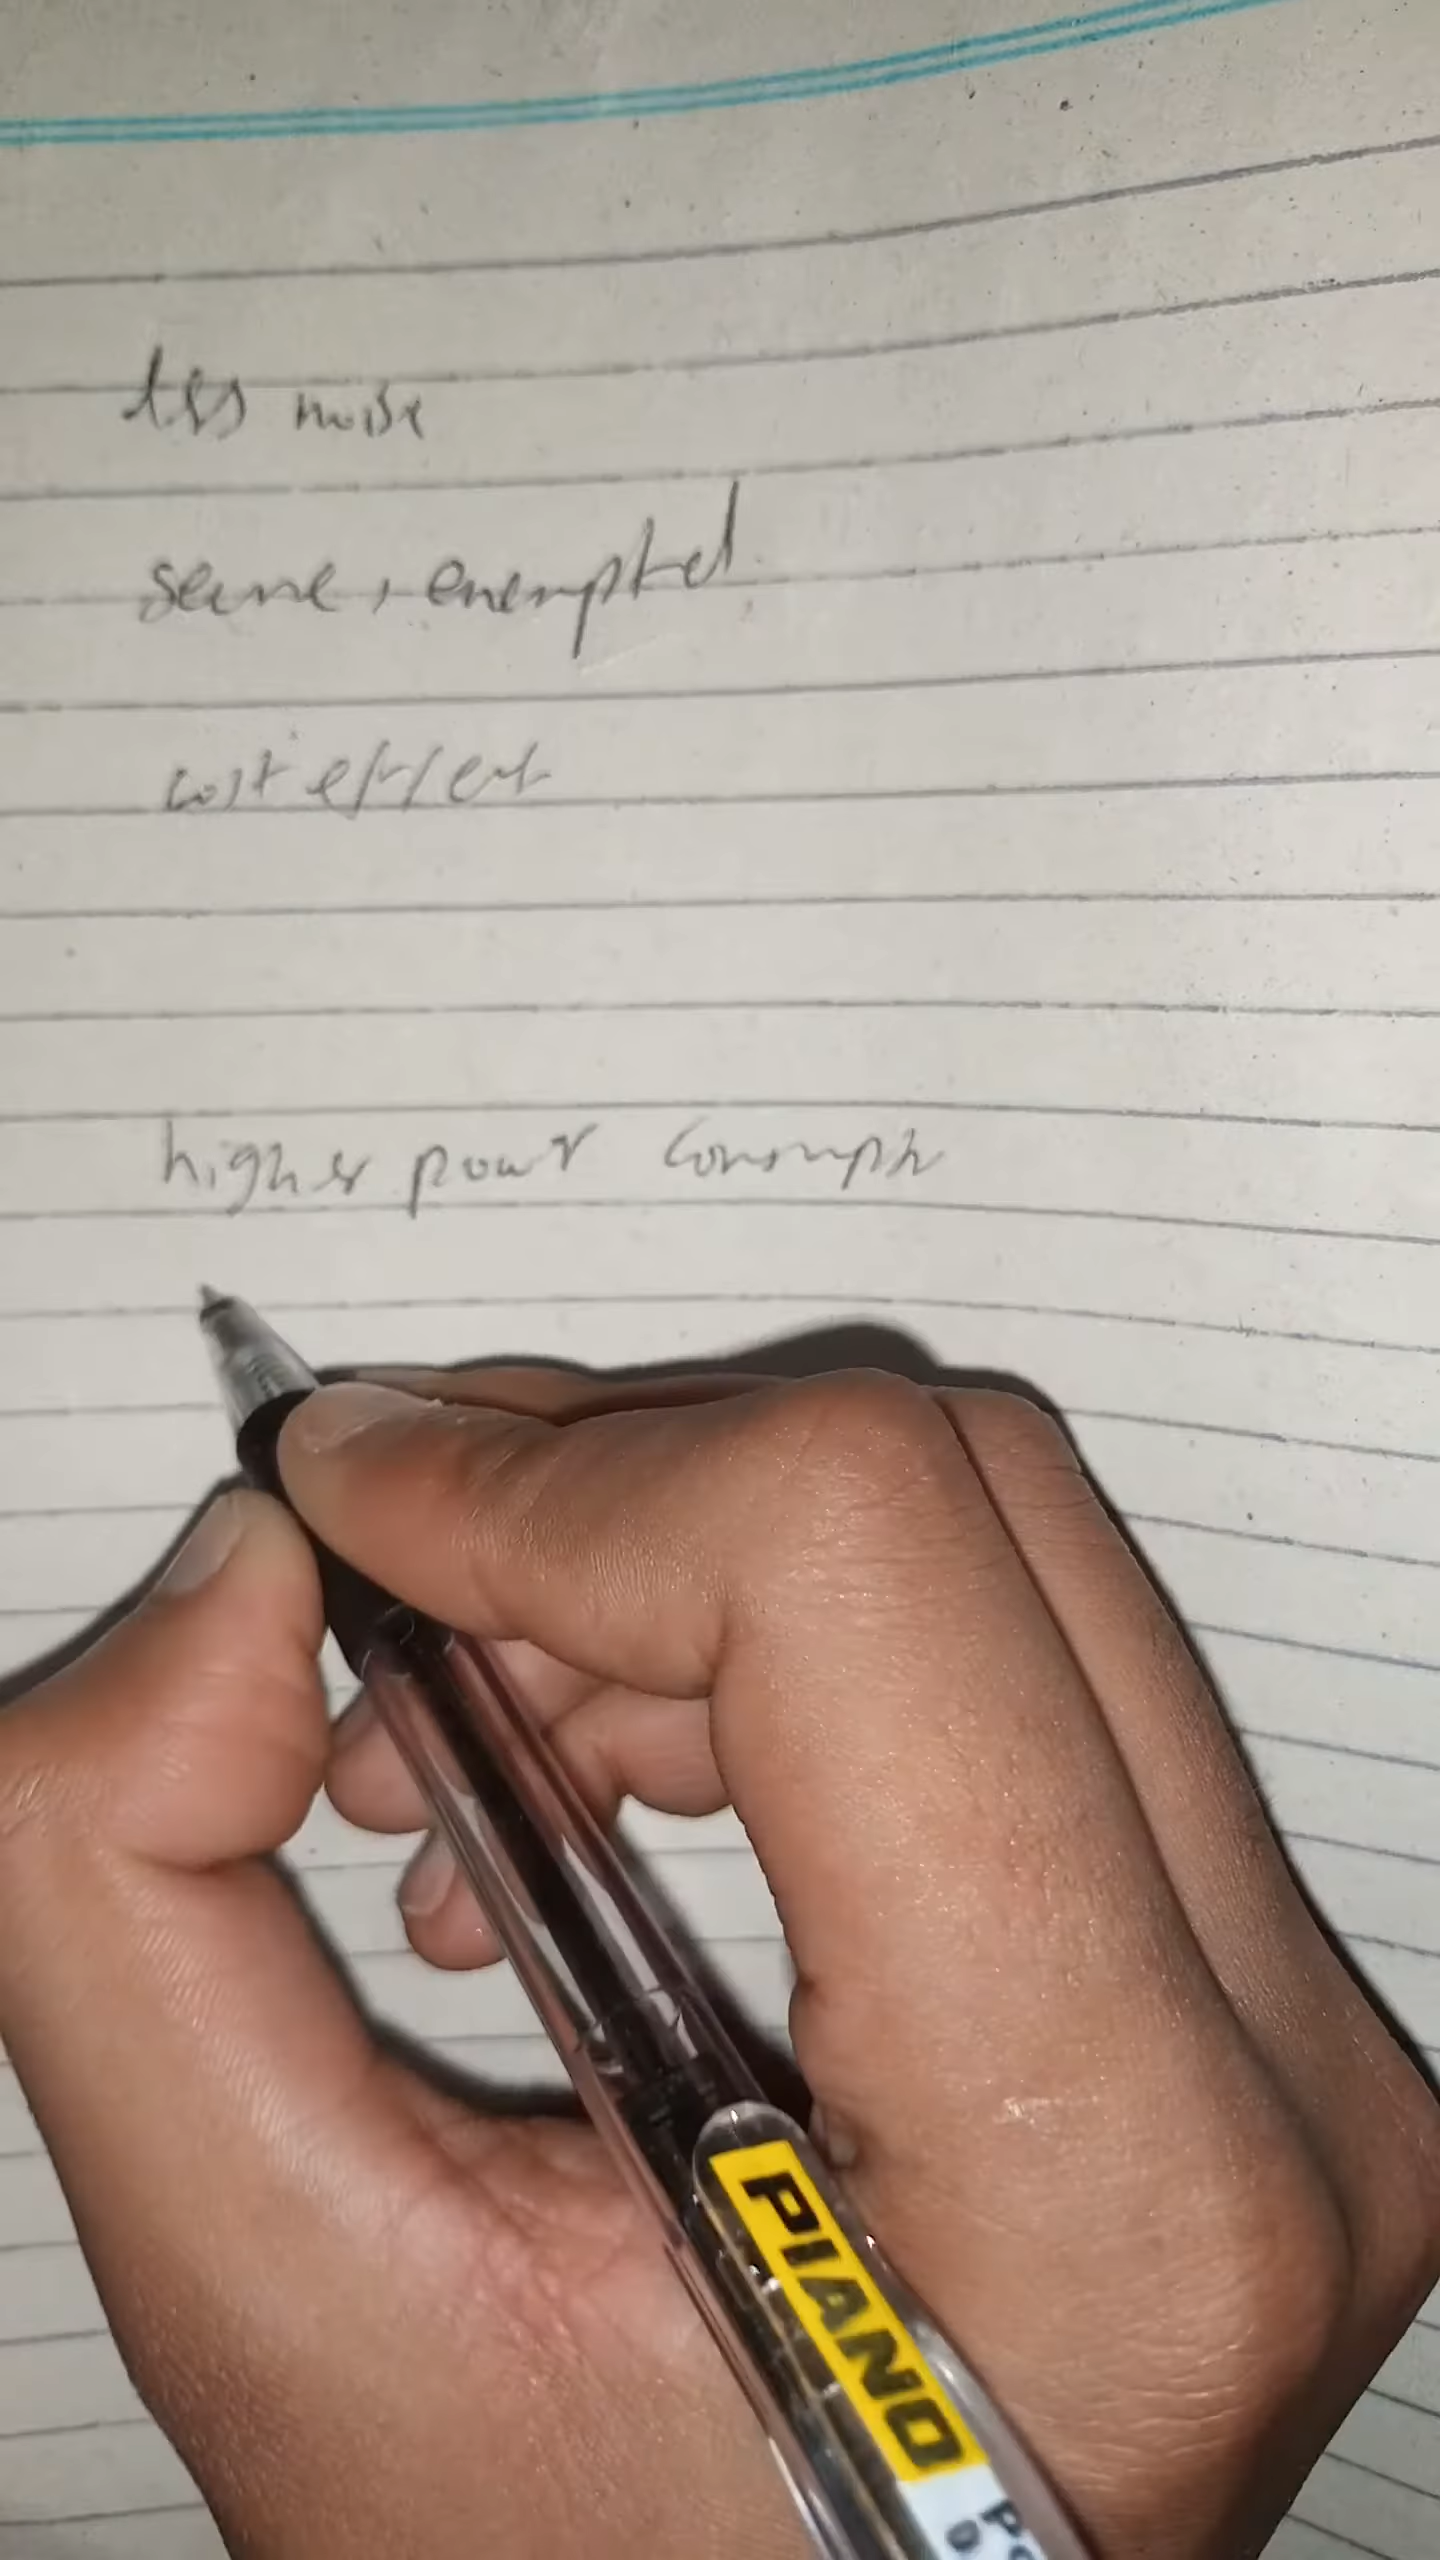 less noise
secure, encrypted
cost effect
higher power consumpt
PIANO